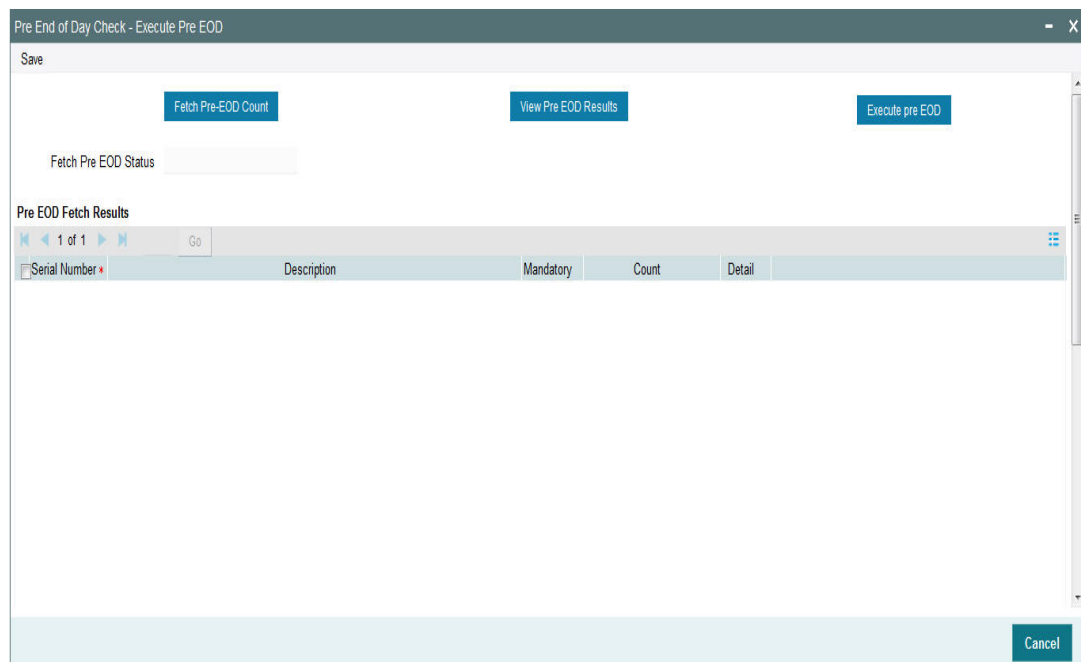 Pre End of Day Check - Execute Pre EOD
Save
Fetch Pre-EOD Count View Pre EOD Results Execute pre EOD
Fetch Pre EOD Status
Pre EOD Fetch Results
1 of 1 Go
Serial Number * Description Mandatory Count Detail
Cancel